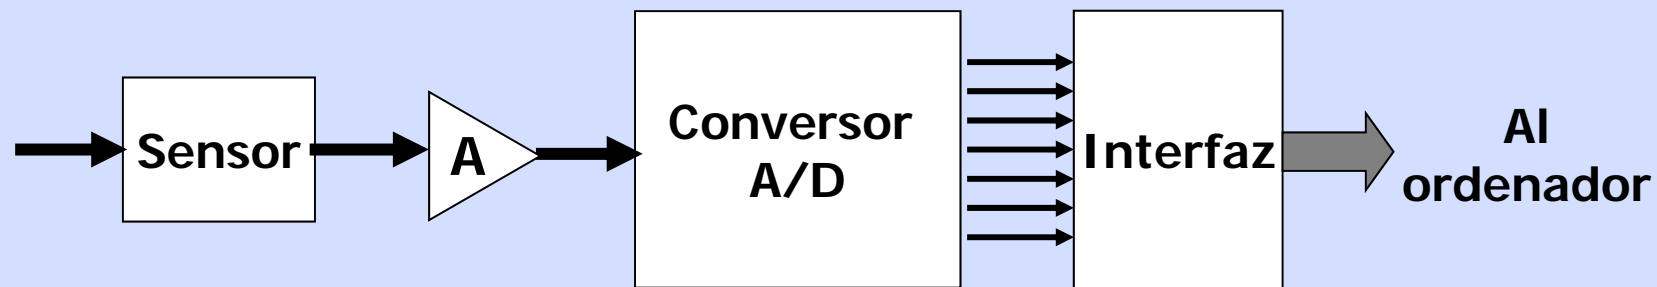 Sensor
A
Conversor
A/D
Interfaz
Al
ordenador